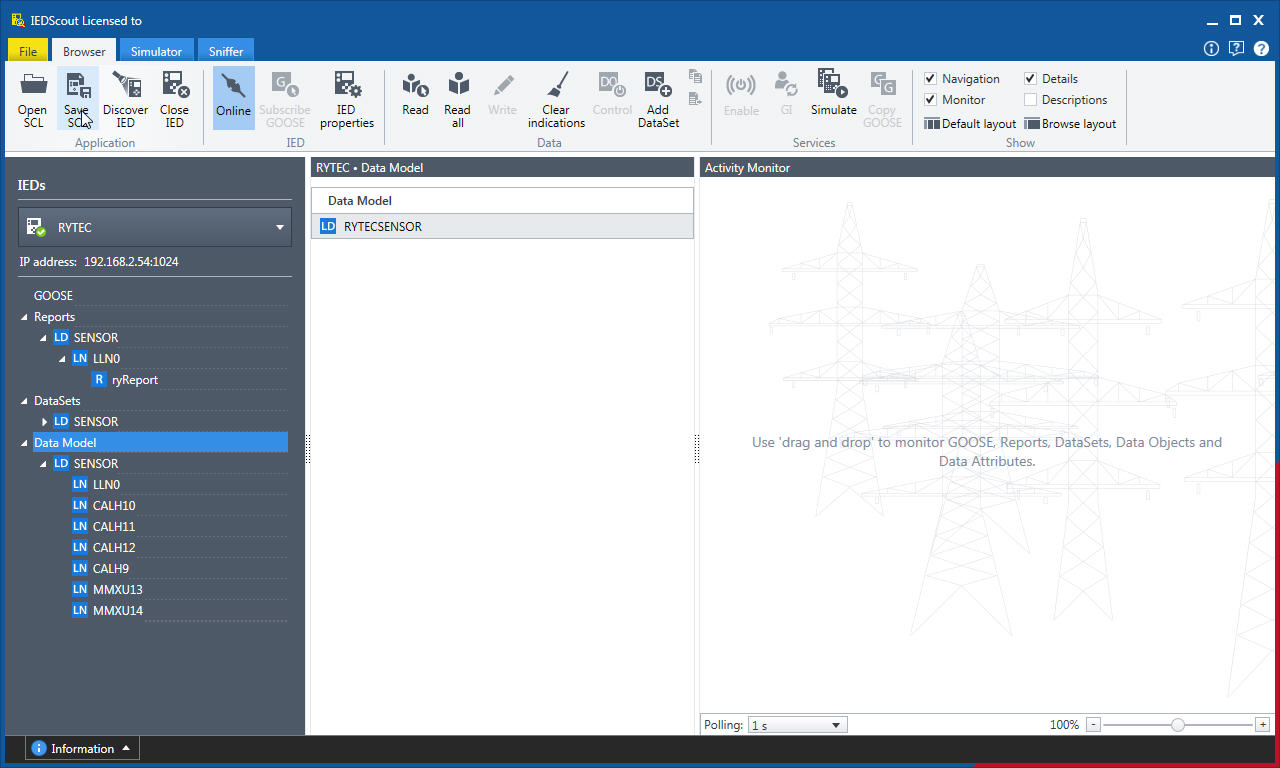 IEDScout Licensed to
File
Browser
Simulator
Sniffer
Open SCL
Save SCL
Discover IED
Close IED
Application
Online
G
Subscribe GOOSE
IED properties
IED
Read
Read all
Write
Clear indications
DO
Control
DS
Add DataSet
Data
Enable
GI
Simulate
G G
Copy GOOSE
Services
Navigation
Details
Monitor
Descriptions
Default layout
Browse layout
Show
IEDs
RYTEC
IP address: 192.168.2.54:1024
GOOSE
Reports
LD SENSOR
LN LLN0
R ryReport
DataSets
LD SENSOR
Data Model
LD SENSOR
LN LLN0
LN CALH10
LN CALH11
LN CALH12
LN CALH9
LN MMXU13
LN MMXU14
RYTEC • Data Model
Data Model
LD RYTECSENSOR
Activity Monitor
Use 'drag and drop' to monitor GOOSE, Reports, DataSets, Data Objects and
Data Attributes.
Polling: 1 s
100% - +
Information